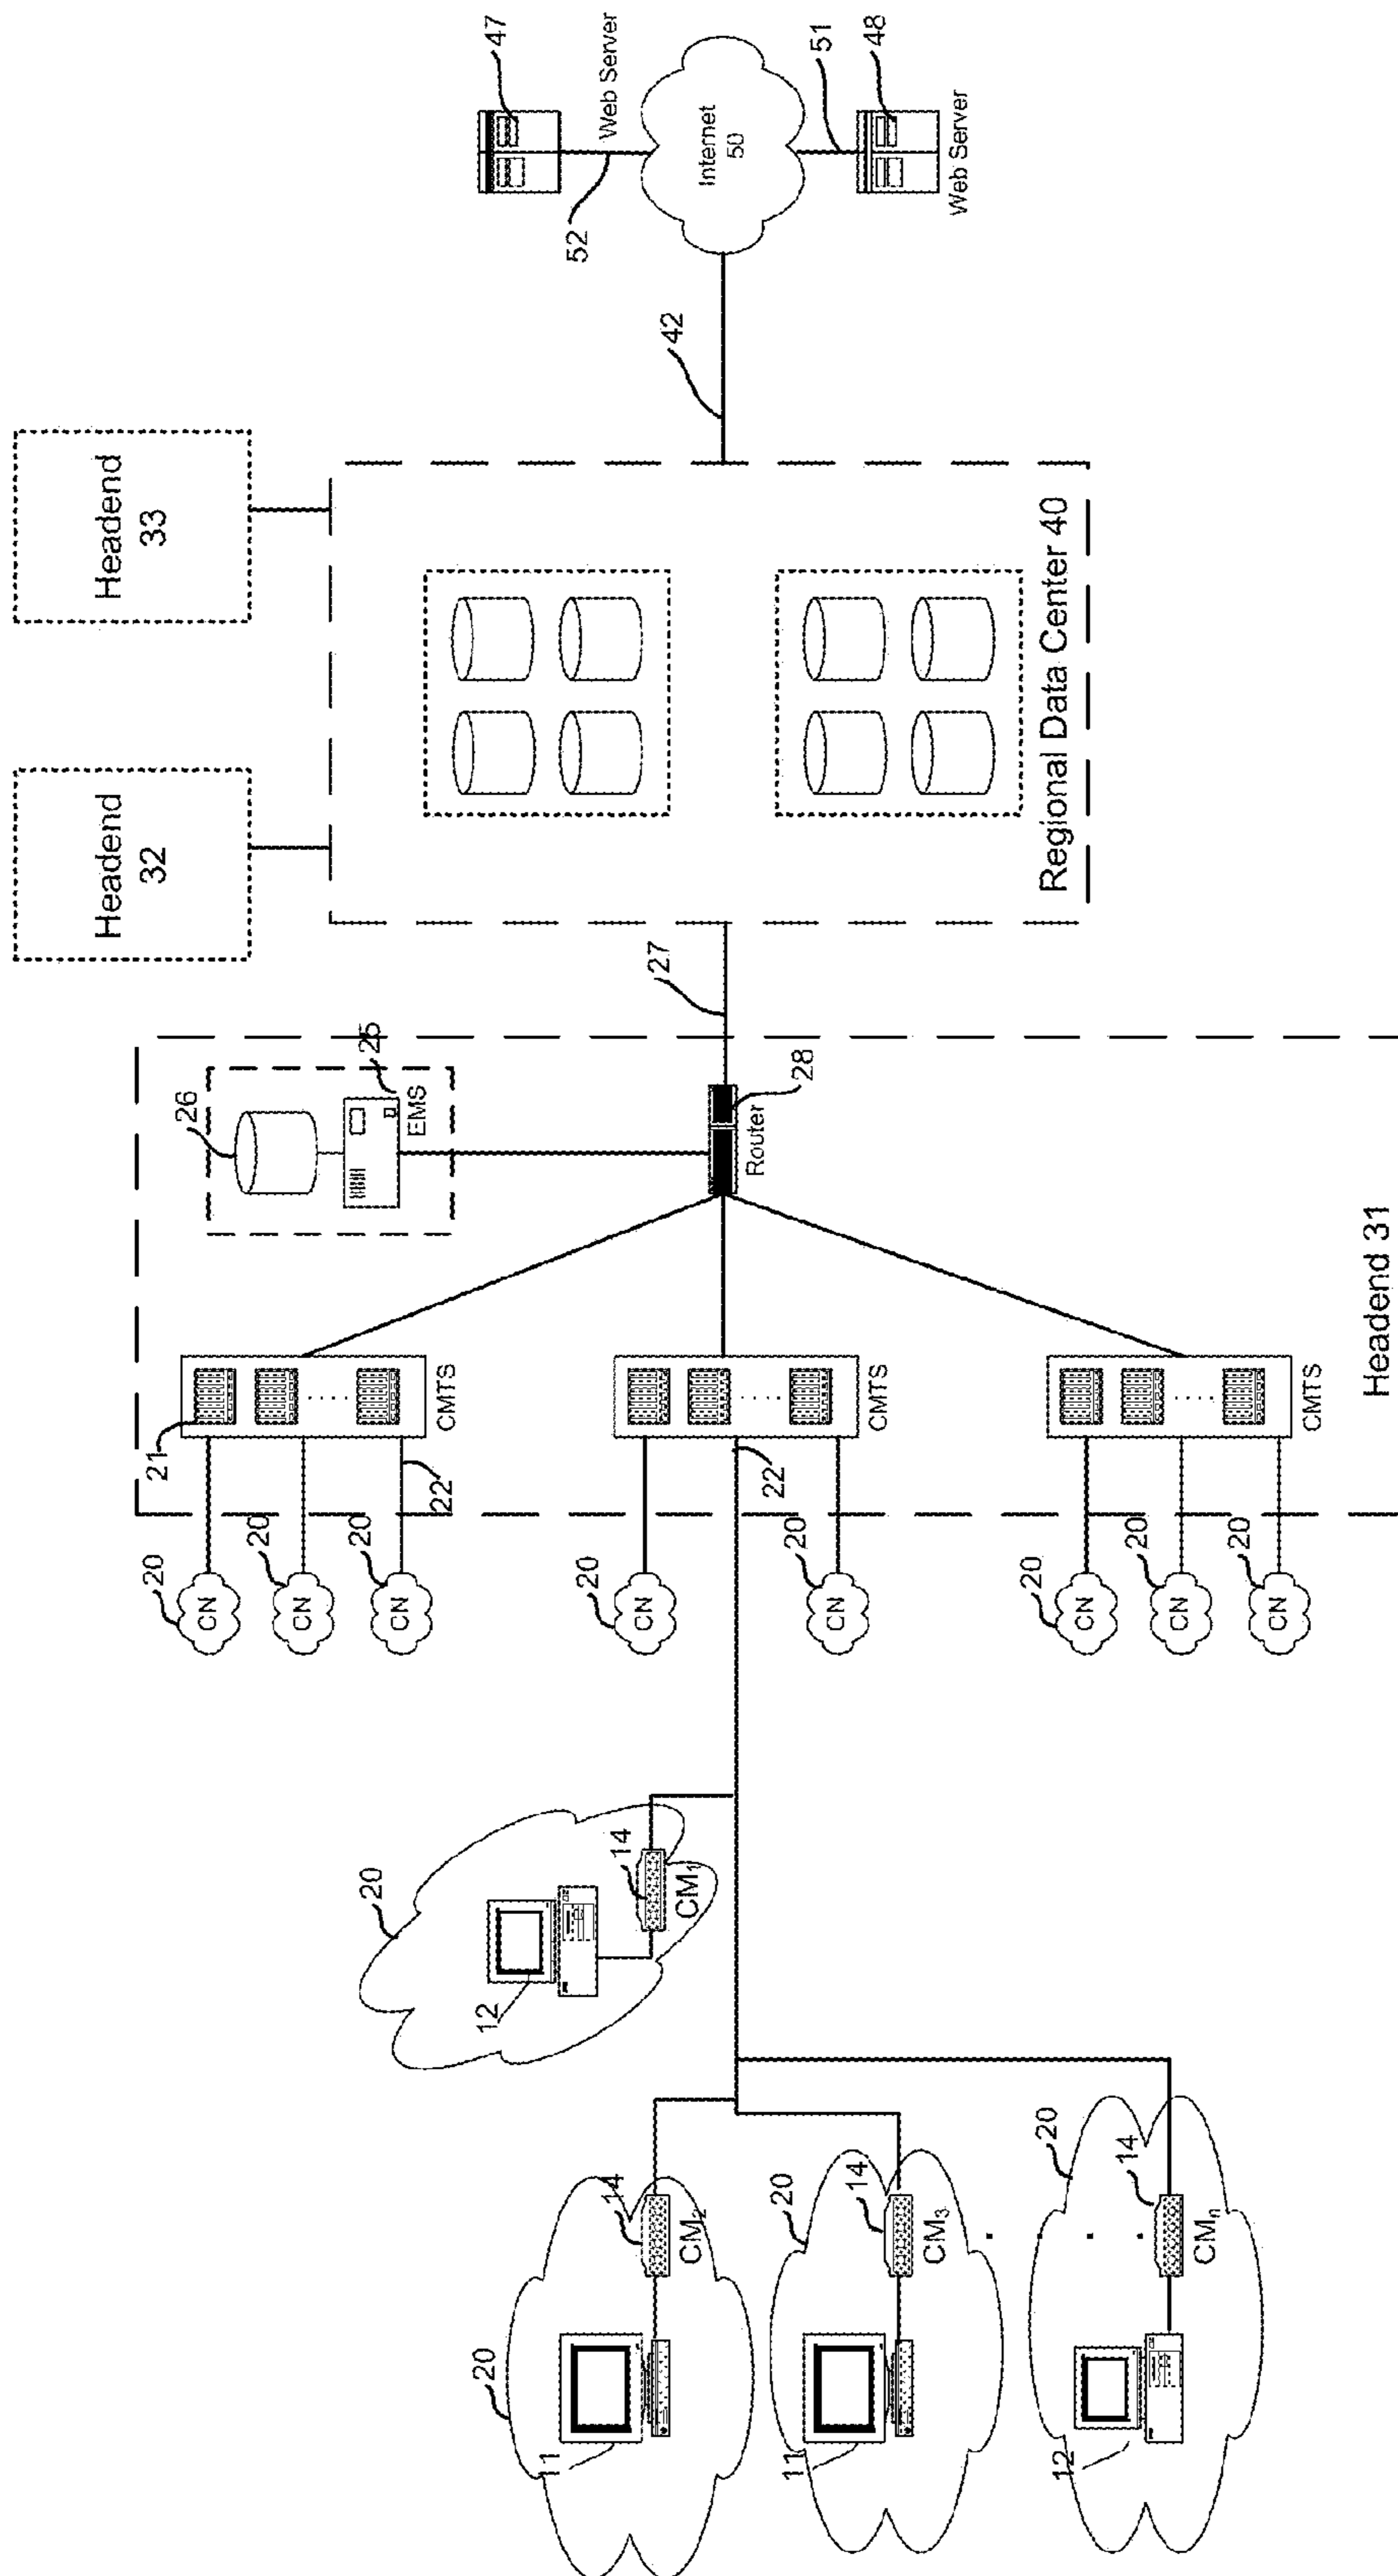 Headend
32
Headend
33
26
25
EMS
21
CMTS
22
20
CN
20
CN
20
CN
20
12
14
CM₁
47
Web Server
52
Internet
50
51
48
Web Server
42
27
28
Router
Regional Data Center 40
CMTS
22
20
CN
20
CN
CMTS
20
CN
20
CN
20
CN
Headend 31
20
11
14
CM₂
20
11
14
CM₃
20
12
14
CMₙ